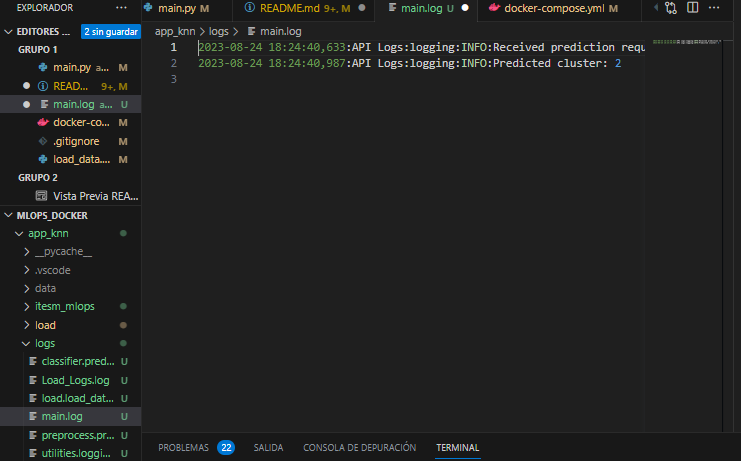 EXPLORADOR ···
main.py M
README.md 9+, M
main.log U
docker-compose.yml M
EDITORES ... 2 sin guardar
GRUPO 1
main.py a... M
READ... 9+, M
main.log a... U
docker-co... M
.gitignore M
load_data.... M
GRUPO 2
Vista Previa REA...
MLOPS_DOCKER
app_knn
__pycache__
.vscode
data
itesm_mlops
load
logs
classifier.pred... U
Load_Logs.log U
load.load_dat... U
main.log U
preprocess.pr... U
utilities.loggi... U
app_knn > logs > main.log
1 2023-08-24 18:24:40,633:API Logs:logging:INFO:Received prediction requ
2 2023-08-24 18:24:40,987:API Logs:logging:INFO:Predicted cluster: 2
3
PROBLEMAS 22 SALIDA CONSOLA DE DEPURACIÓN TERMINAL